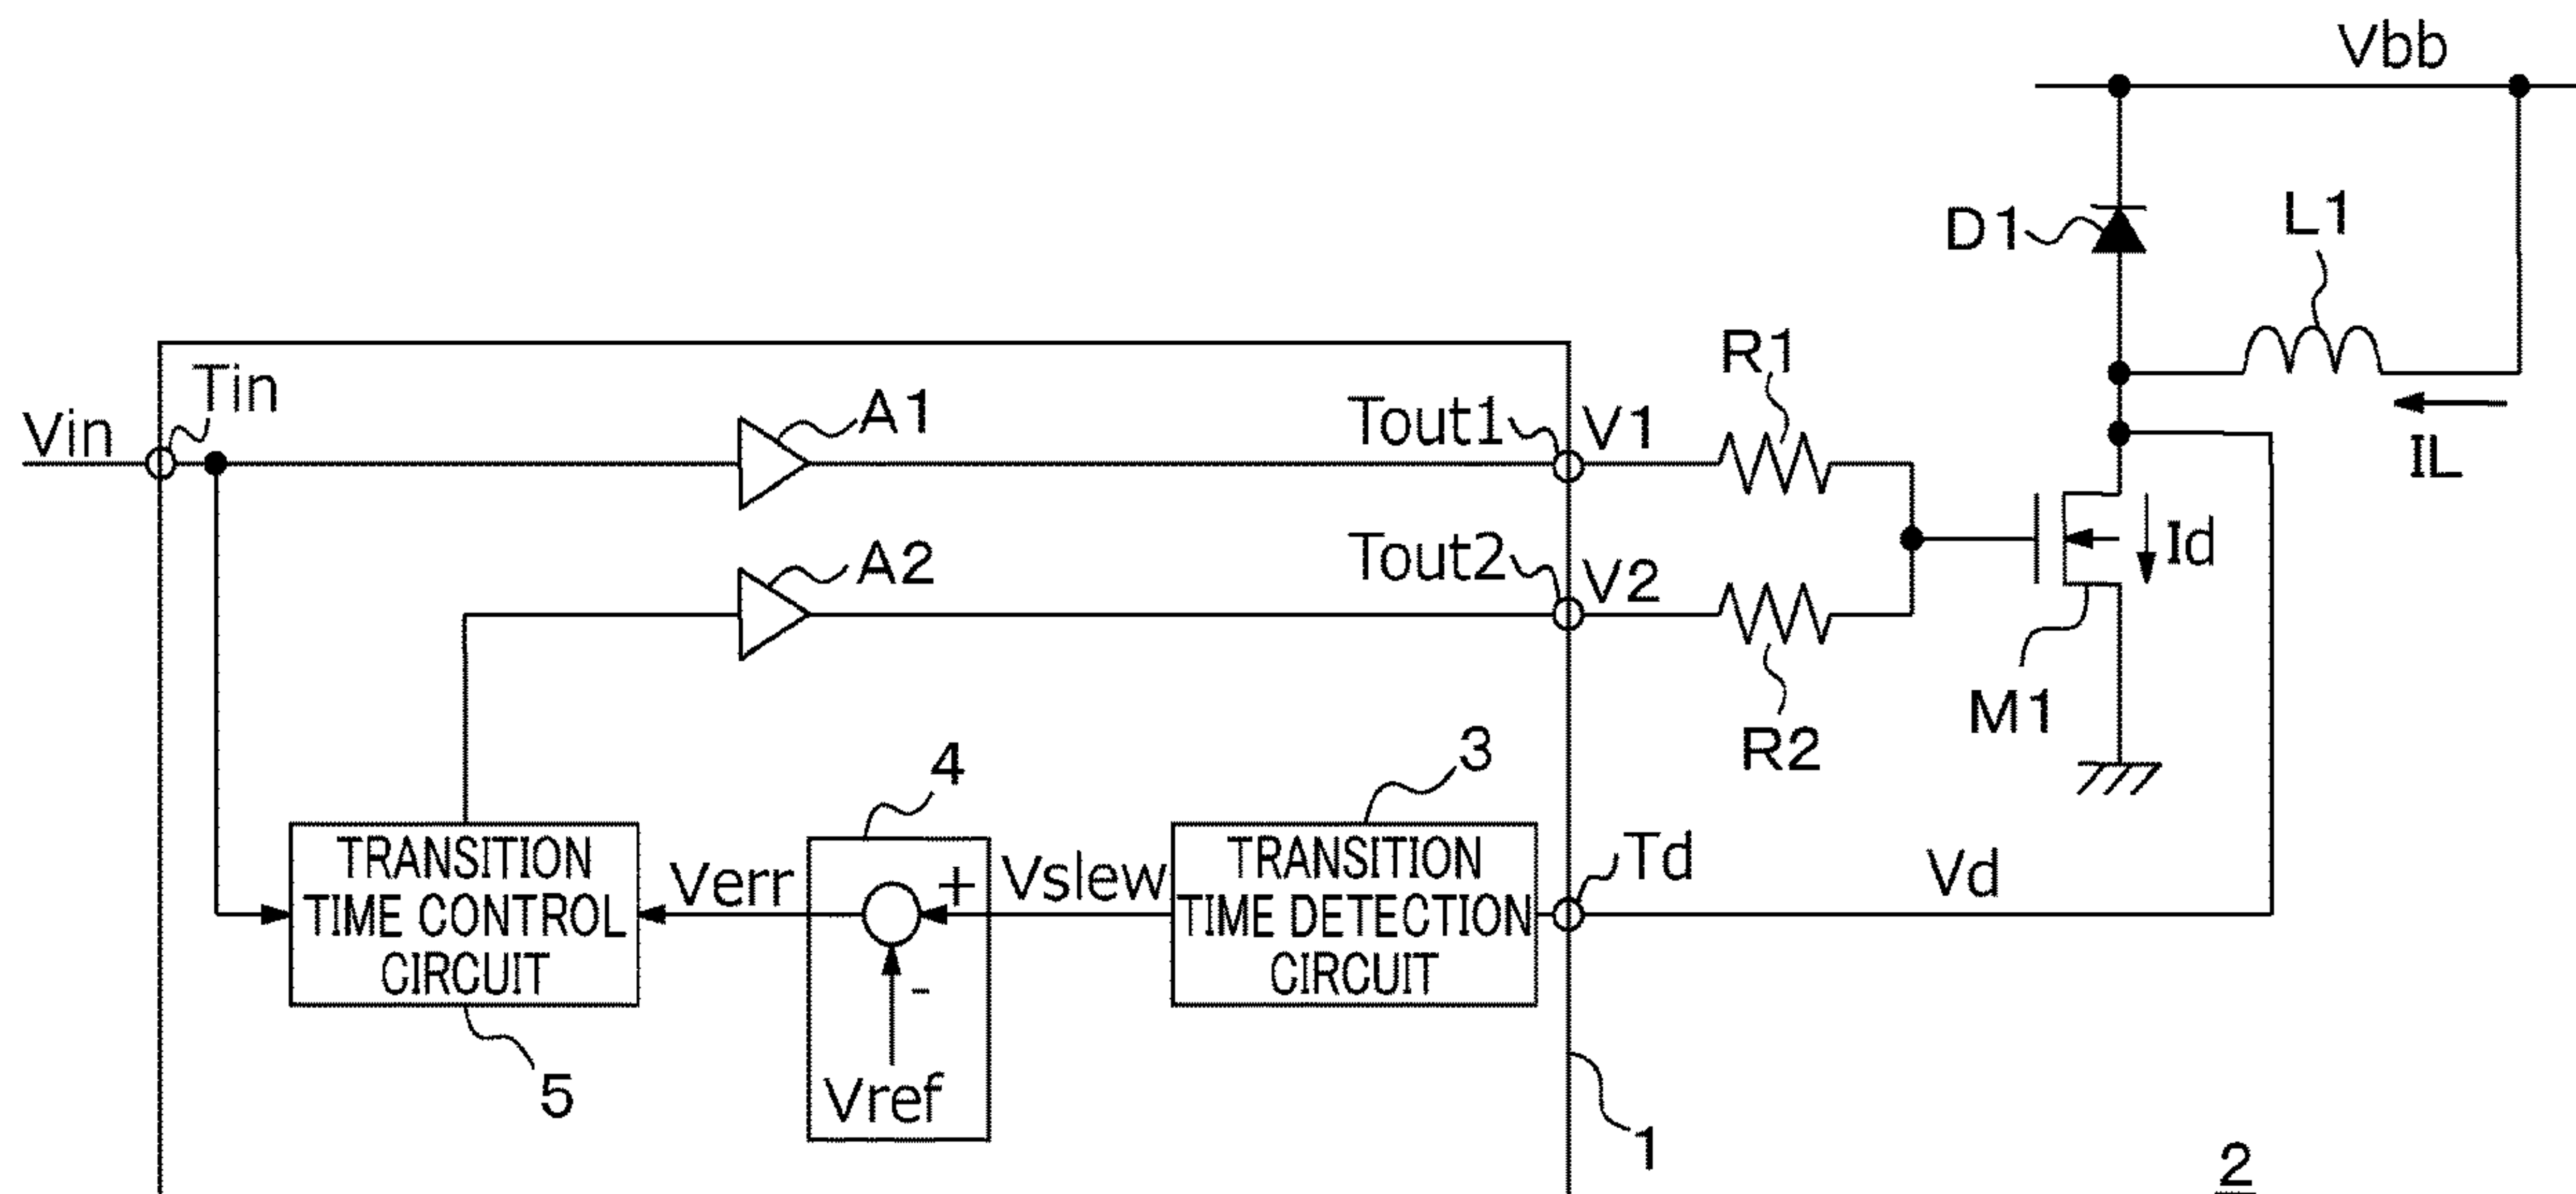 Vbb
D1
L1
IL
R1
Tin
Vin
A1
Tout1
V1
A2
Tout2
V2
Id
M1
R2
4
3
TRANSITION
TIME CONTROL
CIRCUIT
Verr
+
-
Vref
Vslew
TRANSITION
TIME DETECTION
CIRCUIT
Td
Vd
5
1
2